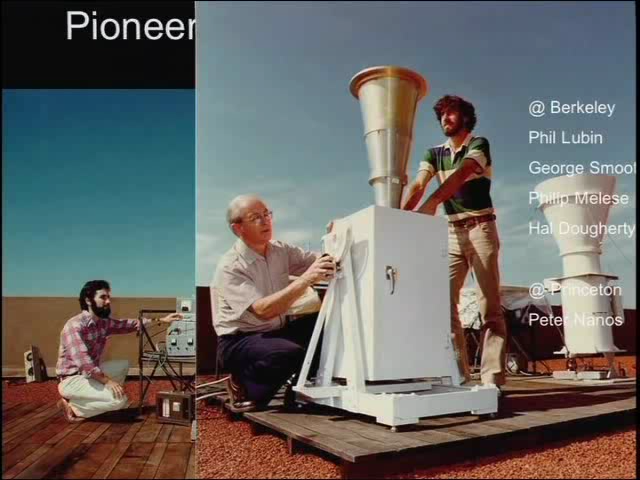 Pioneer
@ Berkeley
Phil Lubin
George Smoot
Philip Melese
Hal Dougherty
@ Princeton
Peter Nanos